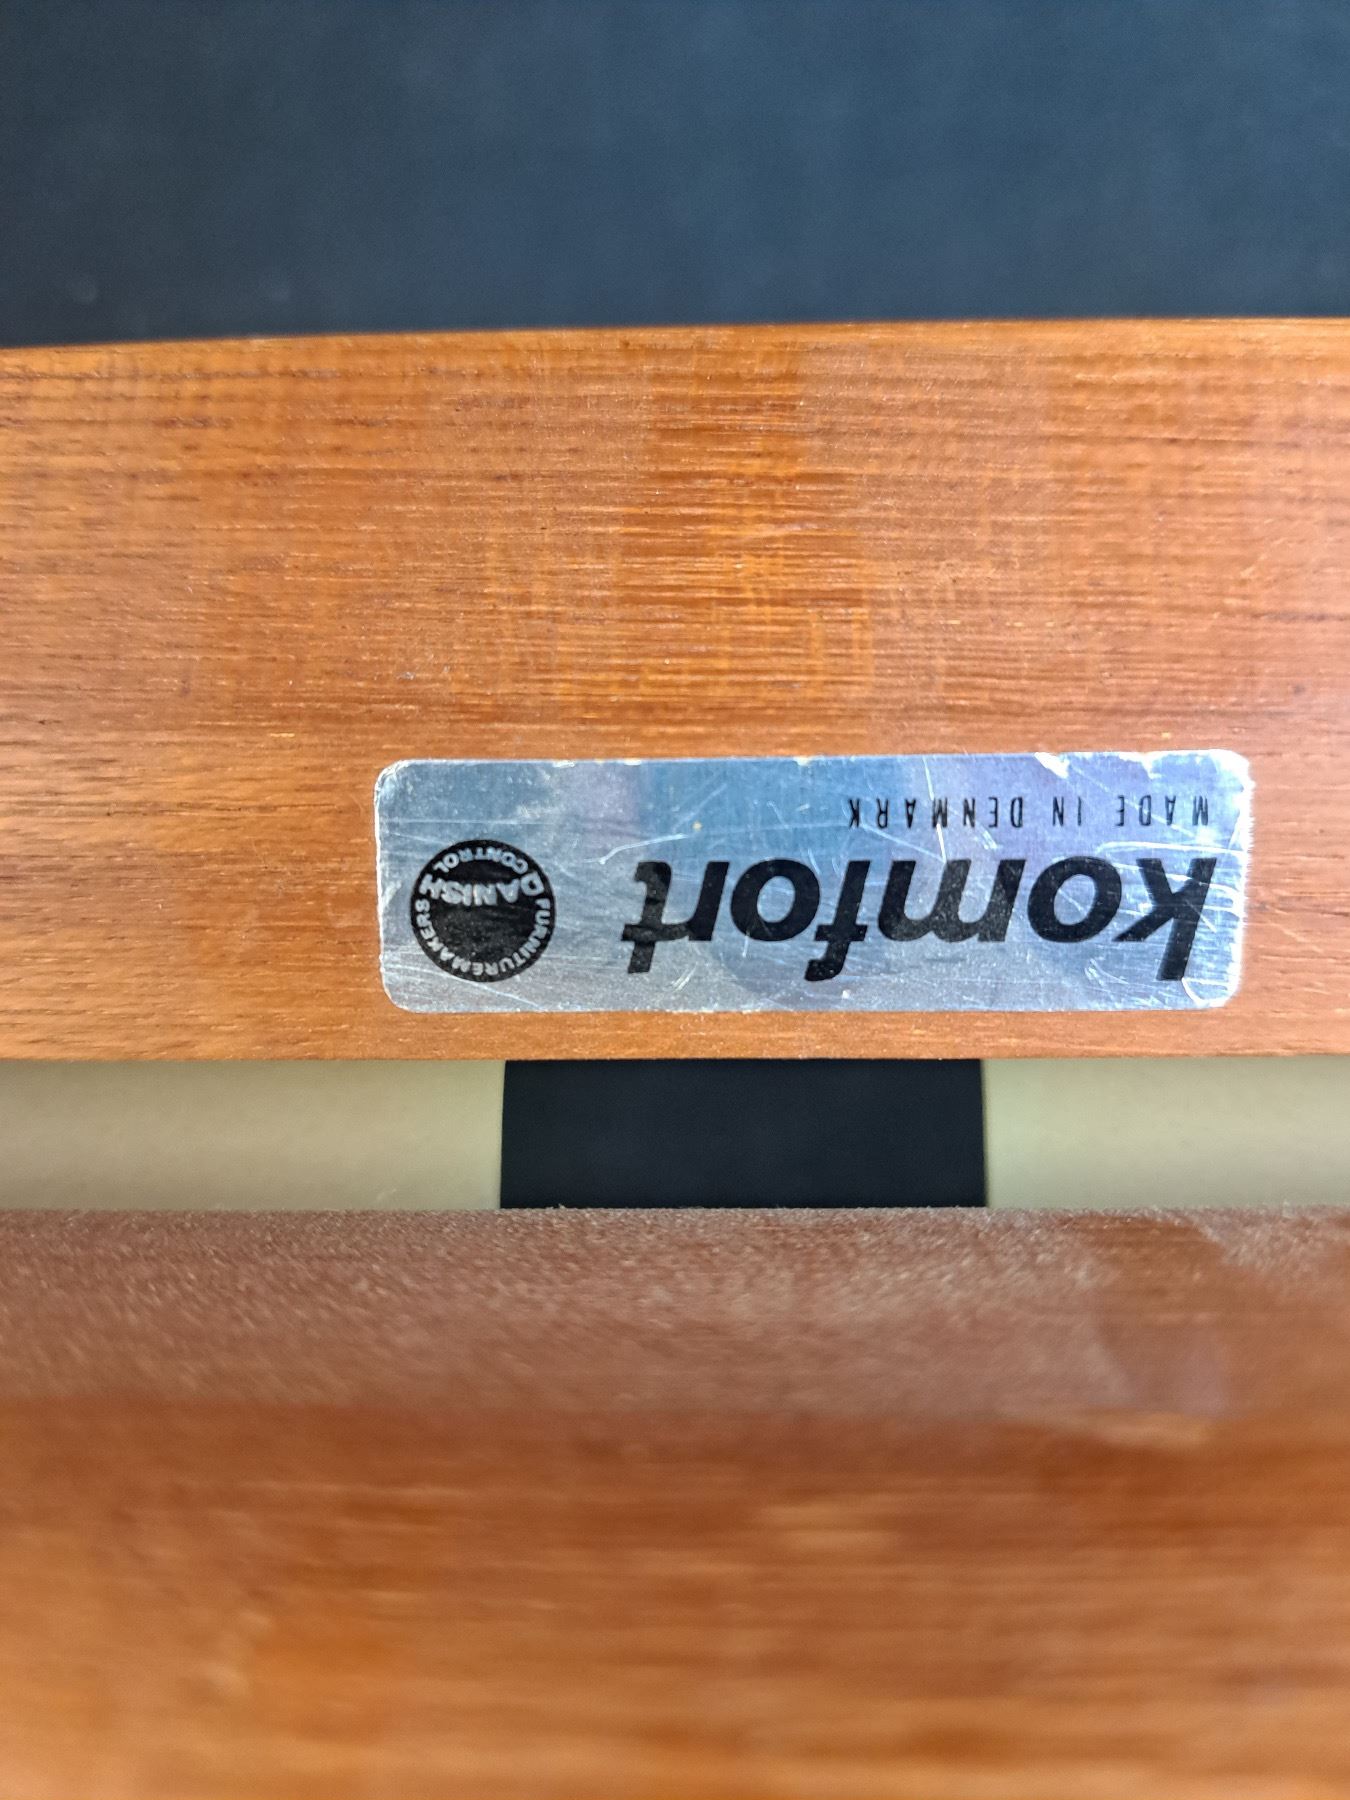 komfort
MADE IN DENMARK
DANISH
CONTROL
FURNITUREMAKERS